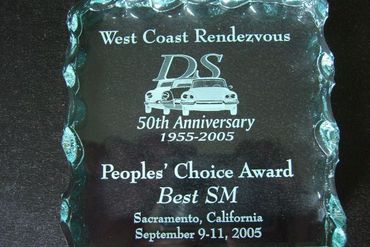 West Coast Rendezvous
DS
50th Anniversary
1955-2005
Peoples' Choice Award
Best SM
Sacramento, California
September 9-11, 2005